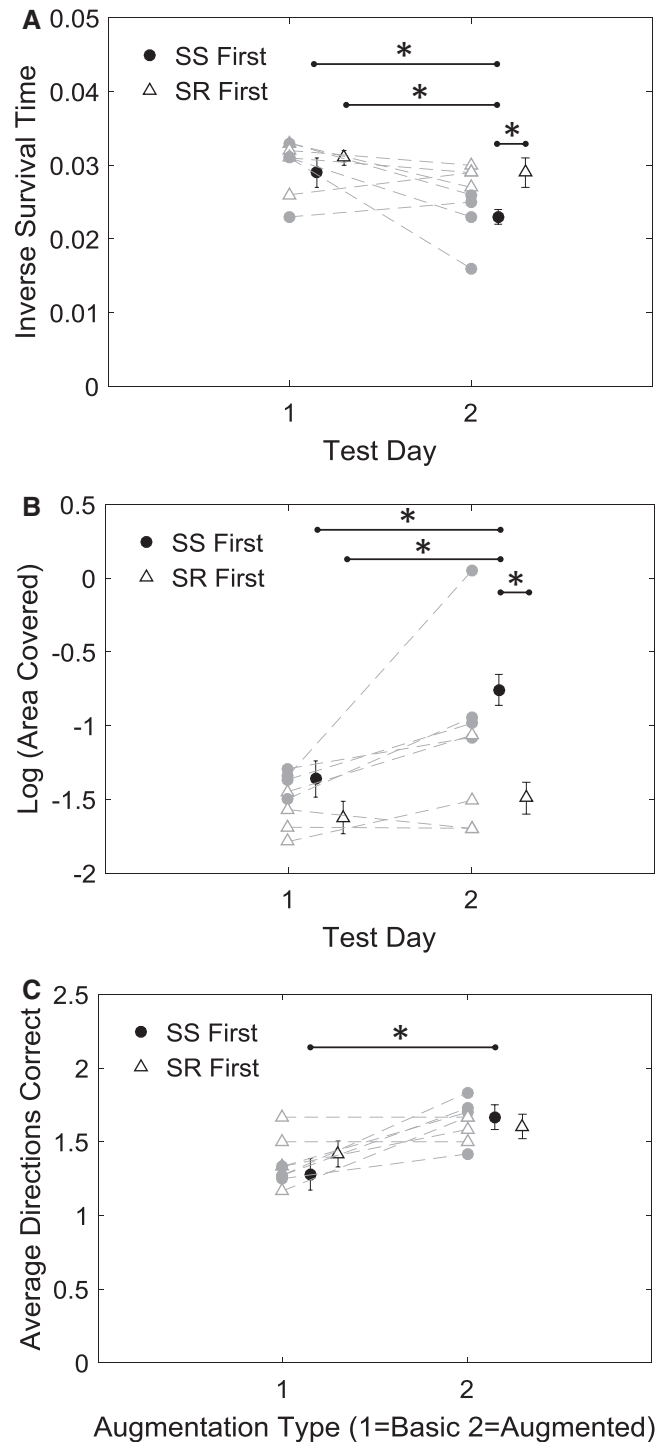 A
0.05
0.04
0.03
0.02
0.01
0
Inverse Survival Time
SS First
SR First
*
*
*
1
2
Test Day
B
0.5
0
-0.5
-1
-1.5
-2
Log (Area Covered)
SS First
SR First
*
*
*
1
2
Test Day
C
2.5
2
1.5
1
0.5
0
Average Directions Correct
SS First
SR First
*
1
2
Augmentation Type (1=Basic 2=Augmented)